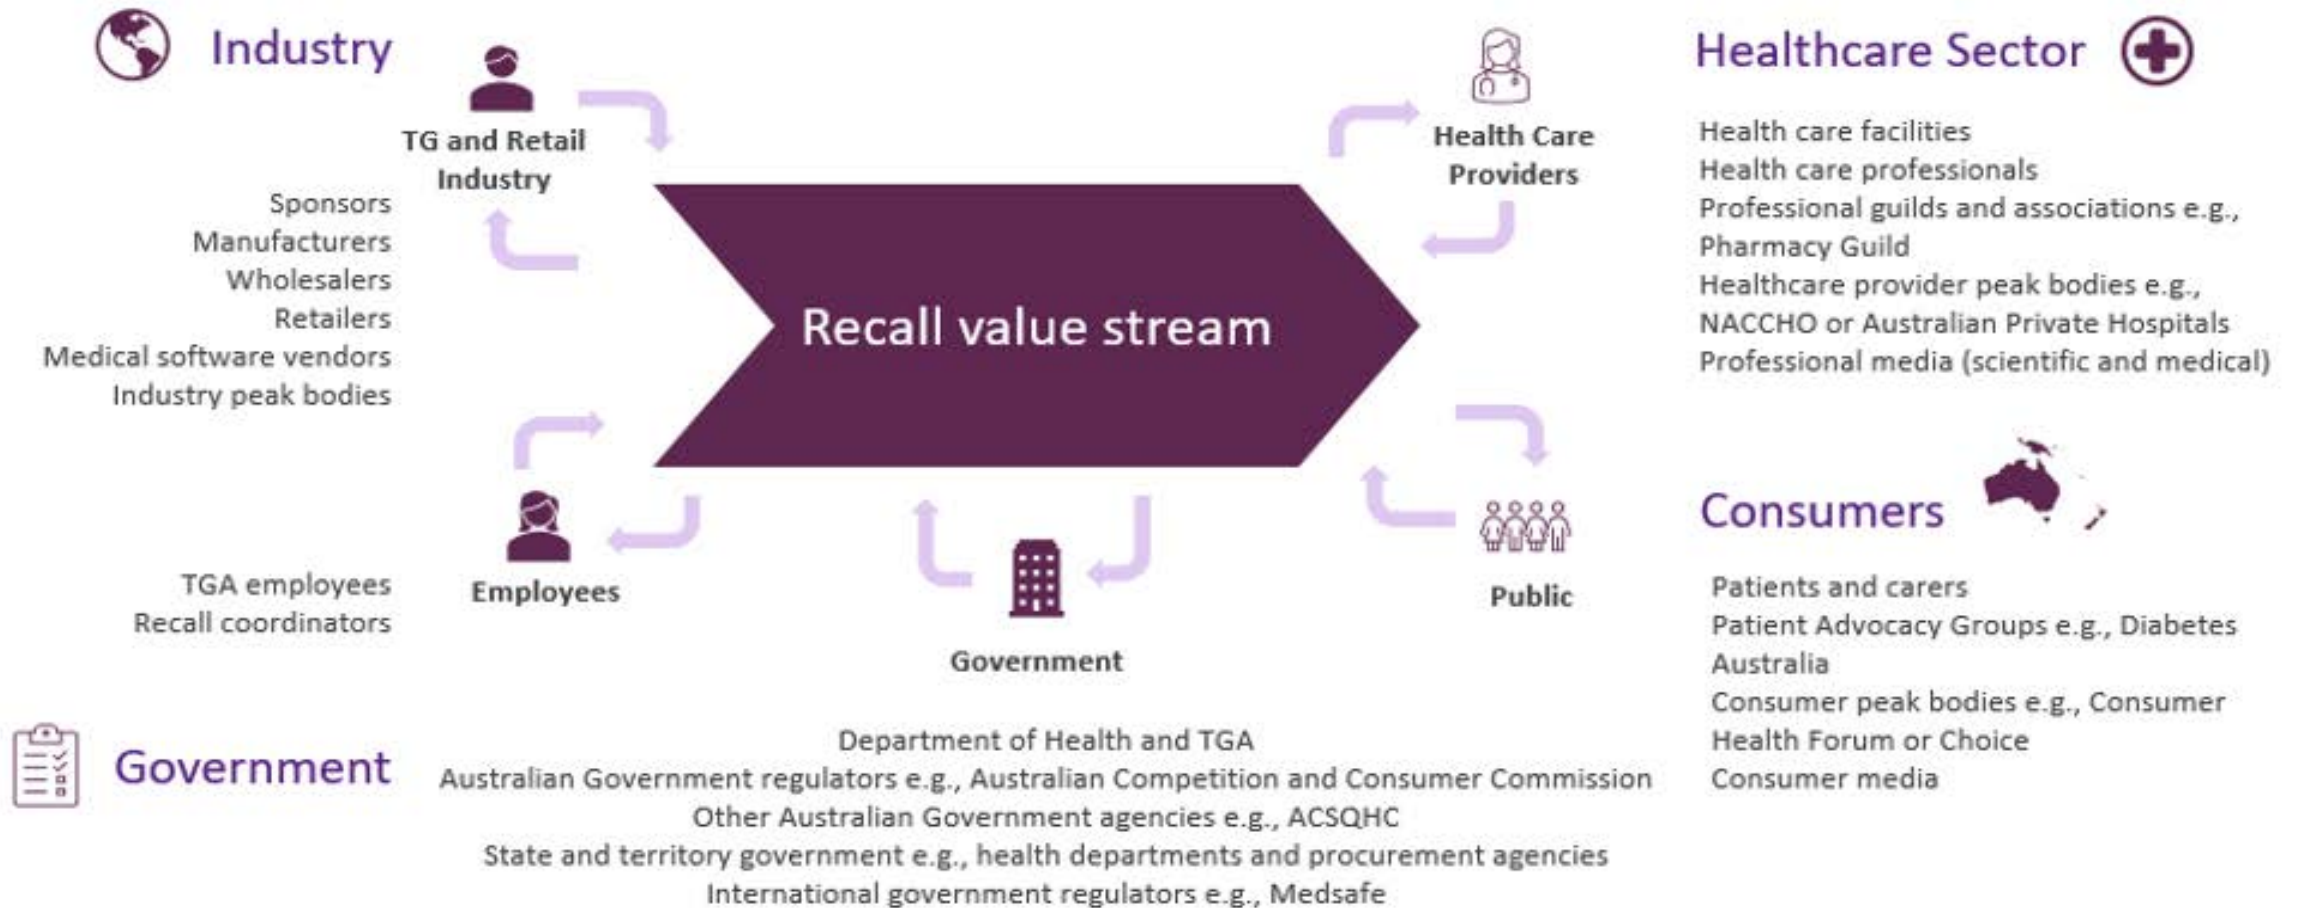 Industry
TG and Retail
Industry
Sponsors
Manufacturers
Wholesalers
Retailers
Medical software vendors
Industry peak bodies
Recall value stream
Health Care
Providers
Healthcare Sector
Health care facilities
Health care professionals
Professional guilds and associations e.g.,
Pharmacy Guild
Healthcare provider peak bodies e.g.,
NACCHO or Australian Private Hospitals
Professional media (scientific and medical)
TGA employees
Recall coordinators
Employees
Government
Public
Consumers
Patients and carers
Patient Advocacy Groups e.g., Diabetes
Australia
Consumer peak bodies e.g., Consumer
Health Forum or Choice
Consumer media
Government
Department of Health and TGA
Australian Government regulators e.g., Australian Competition and Consumer Commission
Other Australian Government agencies e.g., ACSQHC
State and territory government e.g., health departments and procurement agencies
International government regulators e.g., Medsafe